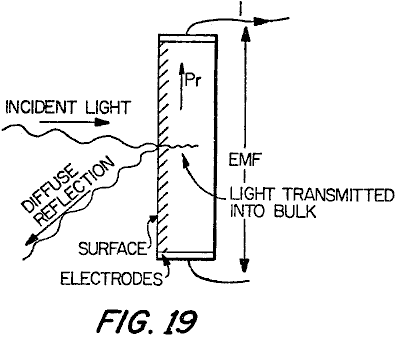 I
Pr
INCIDENT LIGHT
EMF
DIFFUSE
REFLECTION
LIGHT TRANSMITTED
INTO BULK
SURFACE
ELECTRODES
FIG. 19